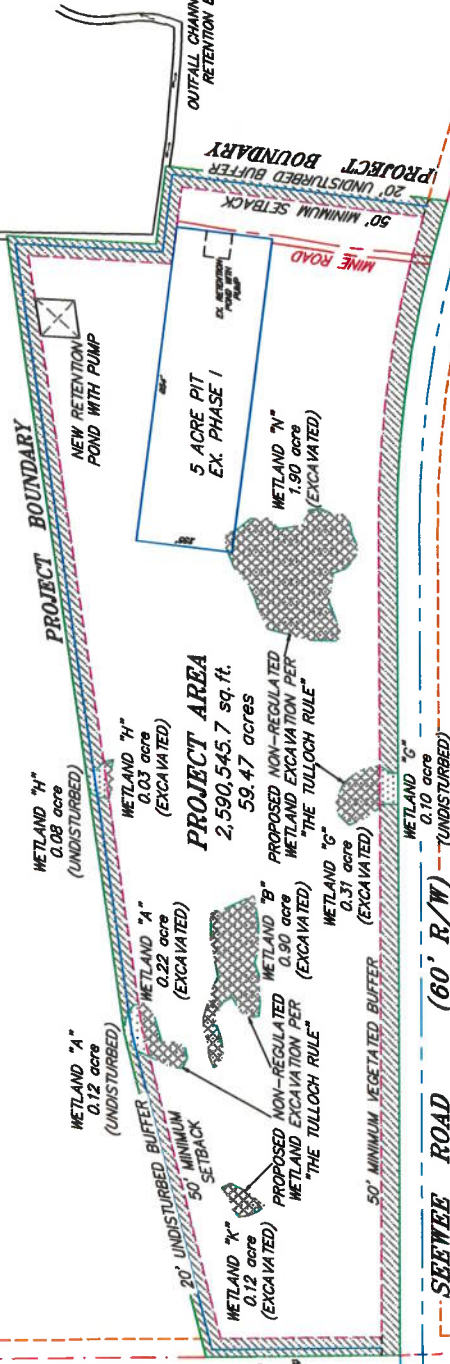 OUTFALL CHANN
RETENTION B
PROJECT BOUNDARY
20' UNDISTURBED BUFFER
50' MINIMUM SETBACK
MINE ROAD
EX. RETENTION
POND WITH
PUMP
NEW RETENTION
POND WITH PUMP
5 ACRE PIT
EX. PHASE I
PROJECT BOUNDARY
WETLAND "N"
1.90 acre
(EXCAVATED)
WETLAND "H"
0.08 acre
(UNDISTURBED)
WETLAND "H"
0.03 acre
(EXCAVATED)
PROJECT AREA
2,590,545.7 sq.ft.
59.47 acres
PROPOSED NON-REGULATED
WETLAND EXCAVATION PER
"THE TULLOCH RULE"
WETLAND "G"
0.31 acre
(EXCAVATED)
WETLAND "G"
0.10 acre
(UNDISTURBED)
WETLAND "A"
0.12 acre
(UNDISTURBED)
WETLAND "A"
0.22 acre
(EXCAVATED)
WETLAND "B"
0.90 acre
(EXCAVATED)
PROPOSED NON-REGULATED
WETLAND EXCAVATION PER
"THE TULLOCH RULE"
20' UNDISTURBED BUFFER
50' MINIMUM
SETBACK
WETLAND "K"
0.12 acre
(EXCAVATED)
50' MINIMUM VEGETATED BUFFER
SEEWEE ROAD (60' R/W)